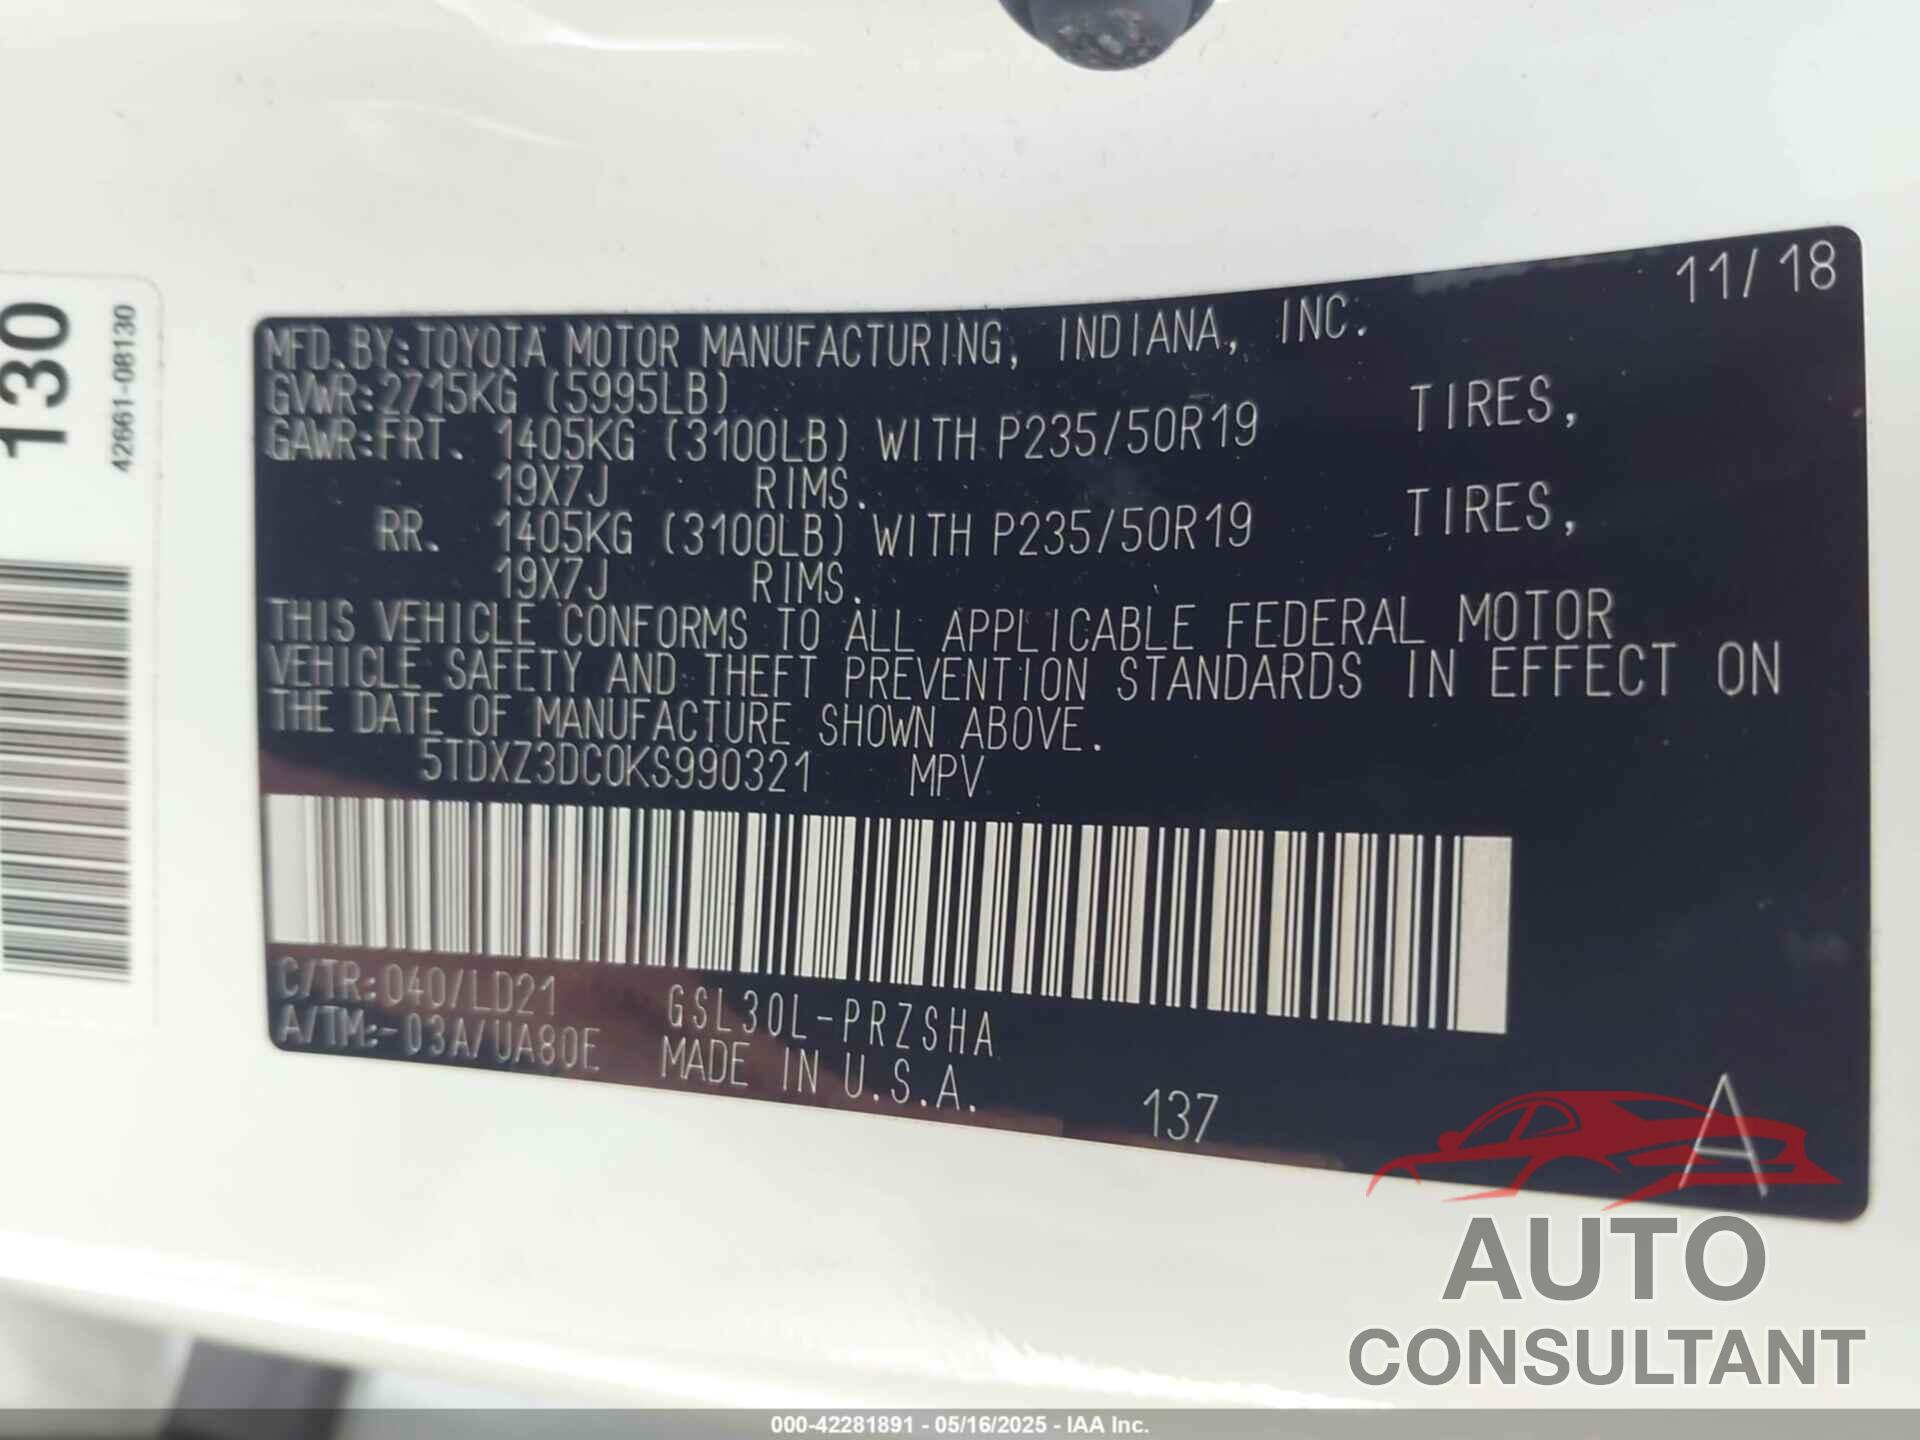 11/18
MFD.BY:TOYOTA MOTOR MANUFACTURING, INDIANA, INC.
GVWR:2715KG (5995LB)
GAWR:FRT. 1405KG (3100LB) WITH P235/50R19 TIRES,
19X7J RIMS.
RR. 1405KG (3100LB) WITH P235/50R19 TIRES,
19X7J RIMS.
THIS VEHICLE CONFORMS TO ALL APPLICABLE FEDERAL MOTOR
VEHICLE SAFETY AND THEFT PREVENTION STANDARDS IN EFFECT ON
THE DATE OF MANUFACTURE SHOWN ABOVE.
5TDXZ3DC0KS990321 MPV
C/TR:040/LD21 GSL30L-PRZSHA
A/TM:-03A/UA80E MADE IN U.S.A.
137
A
130
42661-08130
AUTO
CONSULTANT
000-42281891 - 05/16/2025 - IAA Inc.